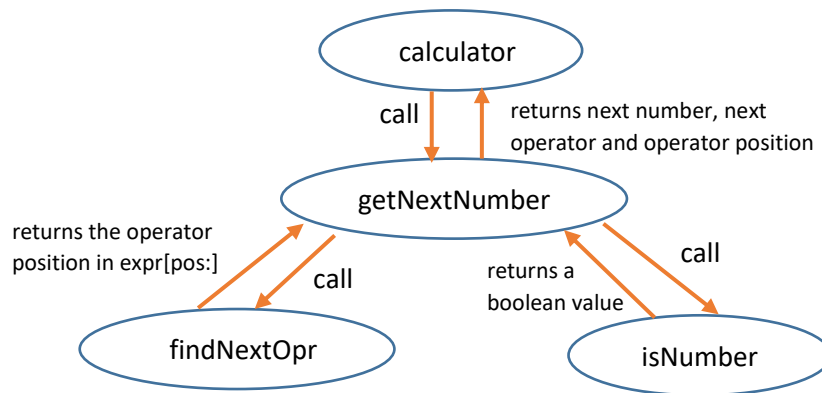 calculator
call
returns next number, next
operator and operator position
getNextNumber
returns the operator
position in expr[pos:]
call
returns a
boolean value
call
findNextOpr
isNumber